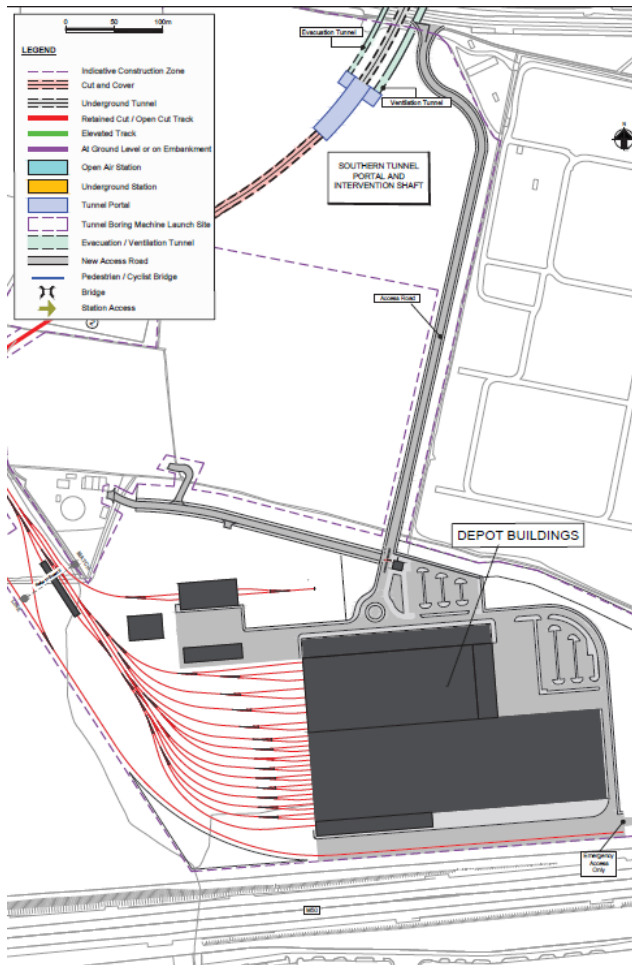 0 50 100m
LEGEND
Indicative Construction Zone
Cut and Cover
Underground Tunnel
Retained Cut / Open Cut Track
Elevated Track
At Ground Level or on Embankment
Open Air Station
Underground Station
Tunnel Portal
Tunnel Boring Machine Launch Site
Evacuation / Ventilation Tunnel
New Access Road
Pedestrian / Cyclist Bridge
Bridge
Station Access
Evacuation Tunnel
Ventilation Tunnel
N
SOUTHERN TUNNEL
PORTAL AND
INTERVENTION SHAFT
Access Road
DEPOT BUILDINGS
Emergency
Access
Only
M50